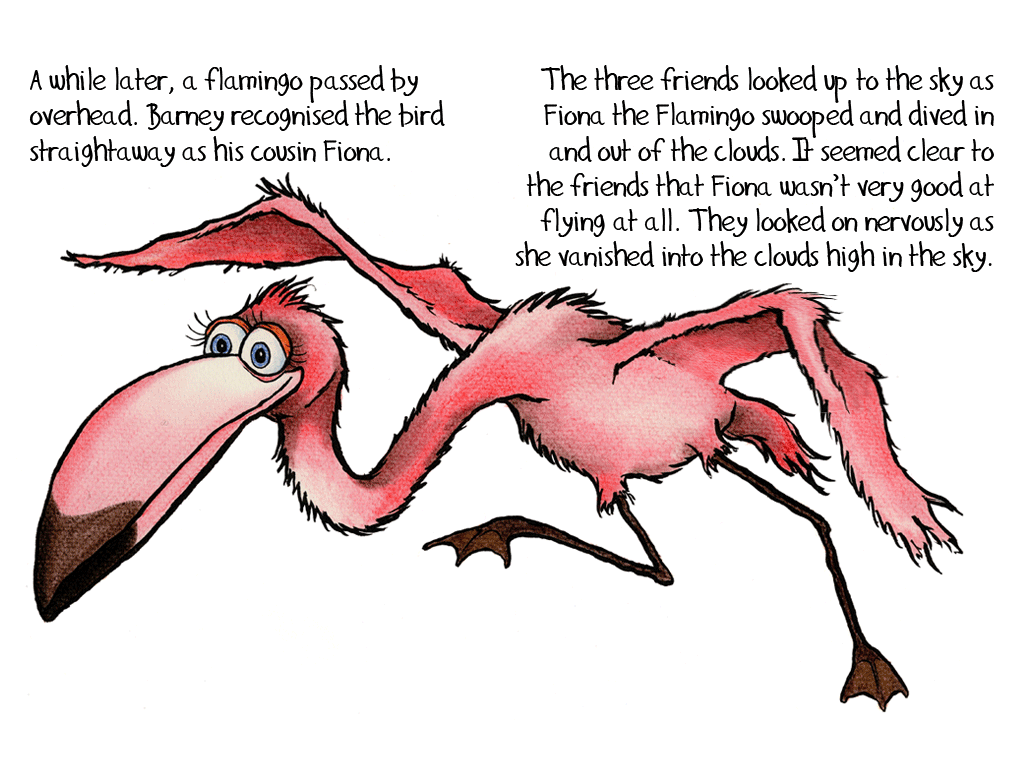 A while later, a flamingo passed by
overhead. Barney recognised the bird
straightaway as his cousin Fiona.
The three friends looked up to the sky as
Fiona the Flamingo swooped and dived in
and out of the clouds. It seemed clear to
the friends that Fiona wasn't very good at
flying at all. They looked on nervously as
she vanished into the clouds high in the sky.